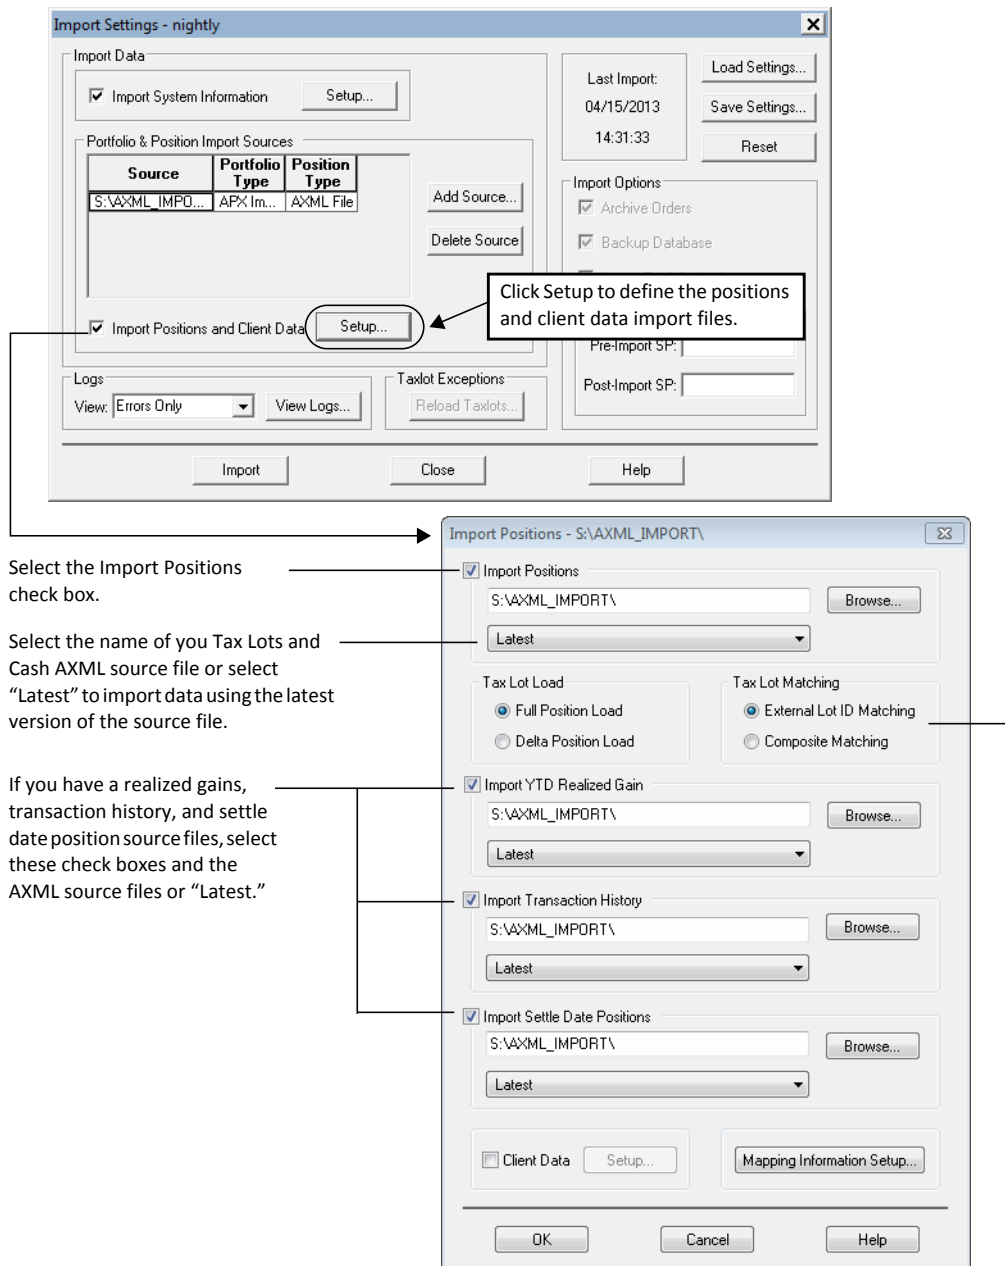 Import Settings - nightly
Import Data
Import System Information
Setup...
Portfolio & Position Import Sources
Source
Portfolio Type
Position Type
S:\AXML_IMPO...
APX Im...
AXML File
Add Source...
Delete Source
Import Positions and Client Data
Setup...
Click Setup to define the positions
and client data import files.
Last Import:
04/15/2013
14:31:33
Load Settings...
Save Settings...
Reset
Import Options
Archive Orders
Backup Database
Pre-Import SP:
Post-Import SP:
Logs
View:
Errors Only
View Logs...
Taxlot Exceptions
Reload Taxlots...
Import
Close
Help
Select the Import Positions
check box.
Select the name of you Tax Lots and
Cash AXML source file or select
“Latest” to import data using the latest
version of the source file.
If you have a realized gains,
transaction history, and settle
date position source files, select
these check boxes and the
AXML source files or “Latest.”
Import Positions - S:\AXML_IMPORT\
Import Positions
S:\AXML_IMPORT\
Browse...
Latest
Tax Lot Load
Full Position Load
Delta Position Load
Tax Lot Matching
External Lot ID Matching
Composite Matching
Import YTD Realized Gain
S:\AXML_IMPORT\
Browse...
Latest
Import Transaction History
S:\AXML_IMPORT\
Browse...
Latest
Import Settle Date Positions
S:\AXML_IMPORT\
Browse...
Latest
Client Data
Setup...
Mapping Information Setup...
OK
Cancel
Help